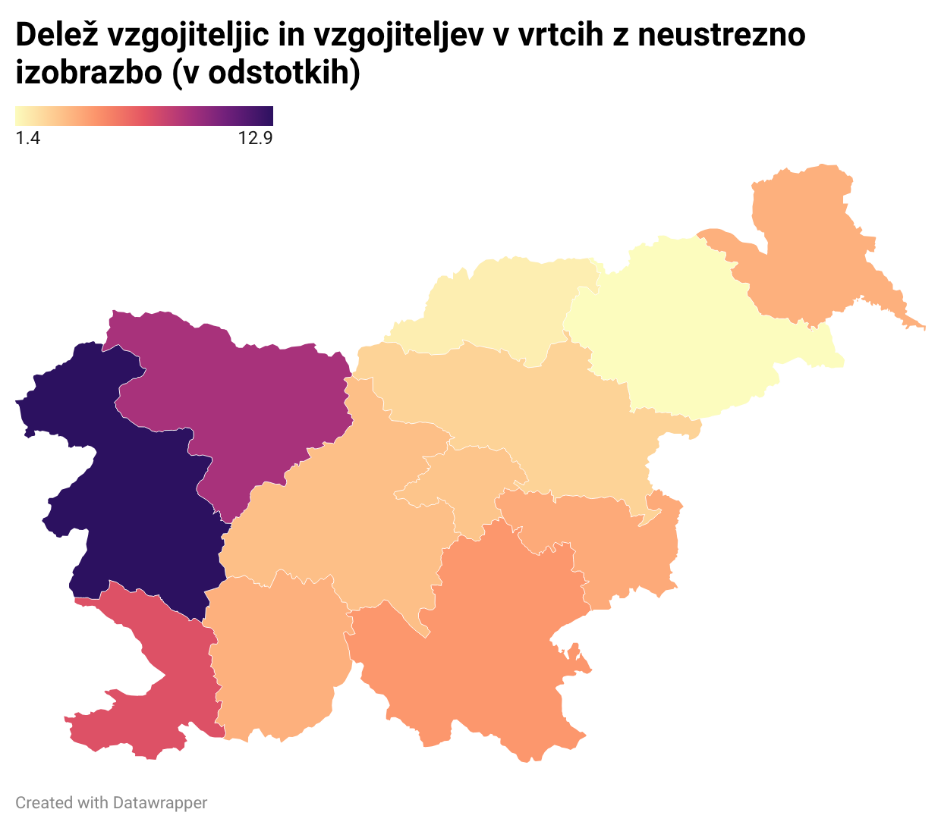 Delež vzgojiteljic in vzgojiteljev v vrtcih z neustrezno
izobrazbo (v odstotkih)
1.4 12.9
Created with Datawrapper